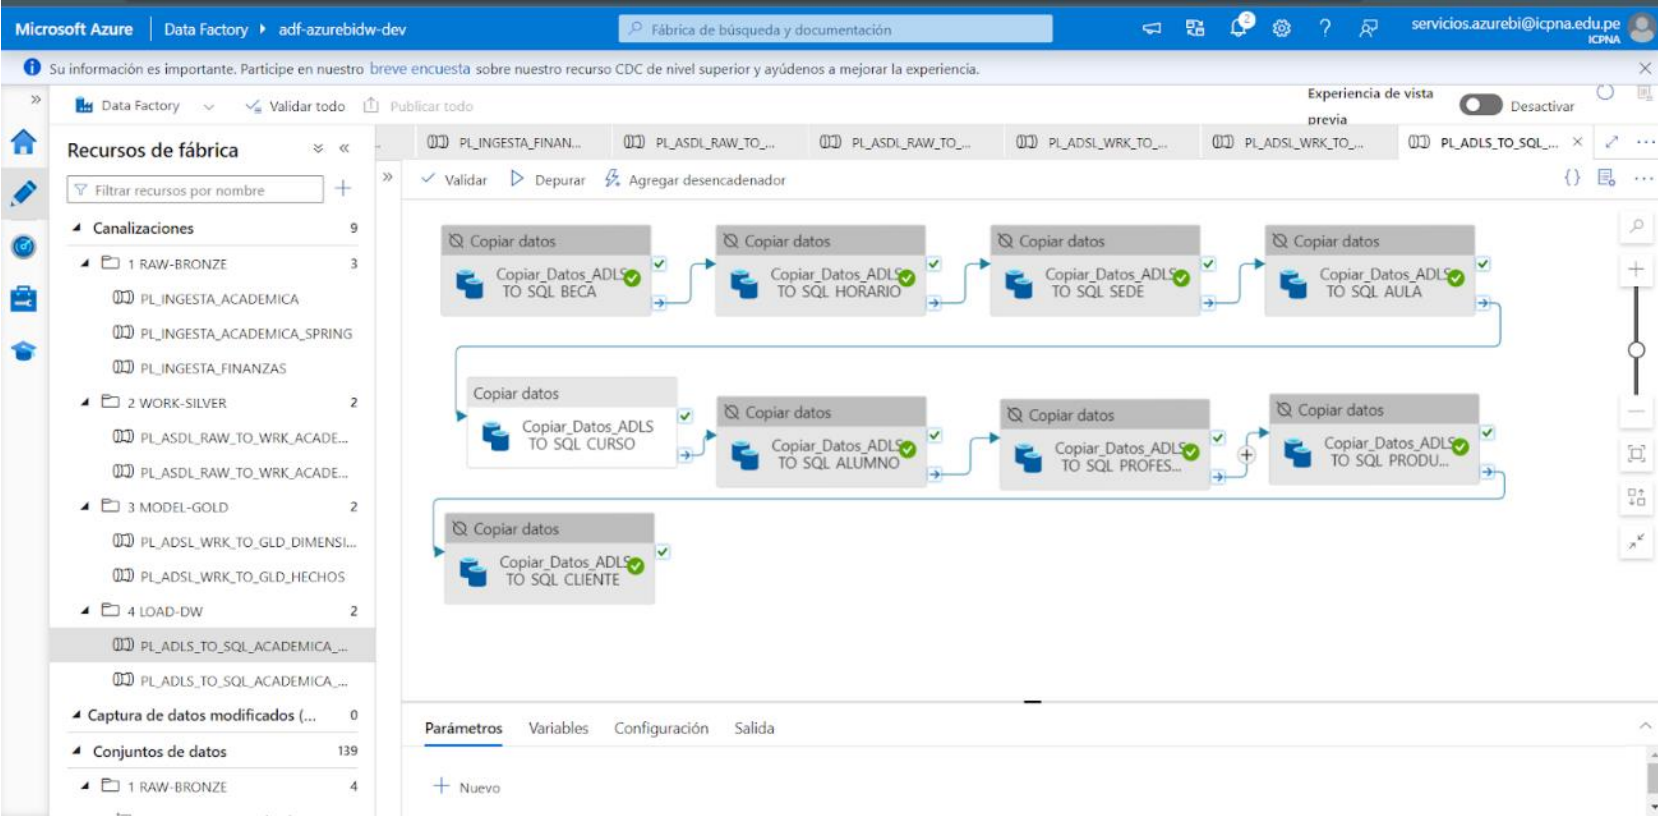 Microsoft Azure | Data Factory ▸ adf-azurebidw-dev
Fábrica de búsqueda y documentación
2
servicios.azurebi@icpna.edu.pe
ICPNA
Su información es importante. Participe en nuestro breve encuesta sobre nuestro recurso CDC de nivel superior y ayúdenos a mejorar la experiencia.
Data Factory
Validar todo
Publicar todo
Experiencia de vista
previa
Desactivar
Recursos de fábrica
Filtrar recursos por nombre
Canalizaciones 9
1 RAW-BRONZE 3
PL_INGESTA_ACADEMICA
PL_INGESTA_ACADEMICA_SPRING
PL_INGESTA_FINANZAS
2 WORK-SILVER 2
PL_ASDL_RAW_TO_WRK_ACADE...
PL_ASDL_RAW_TO_WRK_ACADE...
3 MODEL-GOLD 2
PL_ADSL_WRK_TO_GLD_DIMENSI...
PL_ADSL_WRK_TO_GLD_HECHOS
4 LOAD-DW 2
PL_ADLS_TO_SQL_ACADEMICA_...
PL_ADLS_TO_SQL_ACADEMICA_...
Captura de datos modificados (... 0
Conjuntos de datos 139
1 RAW-BRONZE 4
PL_INGESTA_FINAN...
PL_ASDL_RAW_TO_...
PL_ASDL_RAW_TO_...
PL_ADSL_WRK_TO_...
PL_ADSL_WRK_TO_...
PL_ADLS_TO_SQL_...
Validar
Depurar
Agregar desencadenador
Copiar datos
Copiar_Datos_ADLS
TO SQL BECA
Copiar datos
Copiar_Datos_ADLS
TO SQL HORARIO
Copiar datos
Copiar_Datos_ADLS
TO SQL SEDE
Copiar datos
Copiar_Datos_ADLS
TO SQL AULA
Copiar datos
Copiar_Datos_ADLS
TO SQL CURSO
Copiar datos
Copiar_Datos_ADLS
TO SQL ALUMNO
Copiar datos
Copiar_Datos_ADLS
TO SQL PROFES...
Copiar datos
Copiar_Datos_ADLS
TO SQL PRODU...
Copiar datos
Copiar_Datos_ADLS
TO SQL CLIENTE
Parámetros
Variables
Configuración
Salida
Nuevo